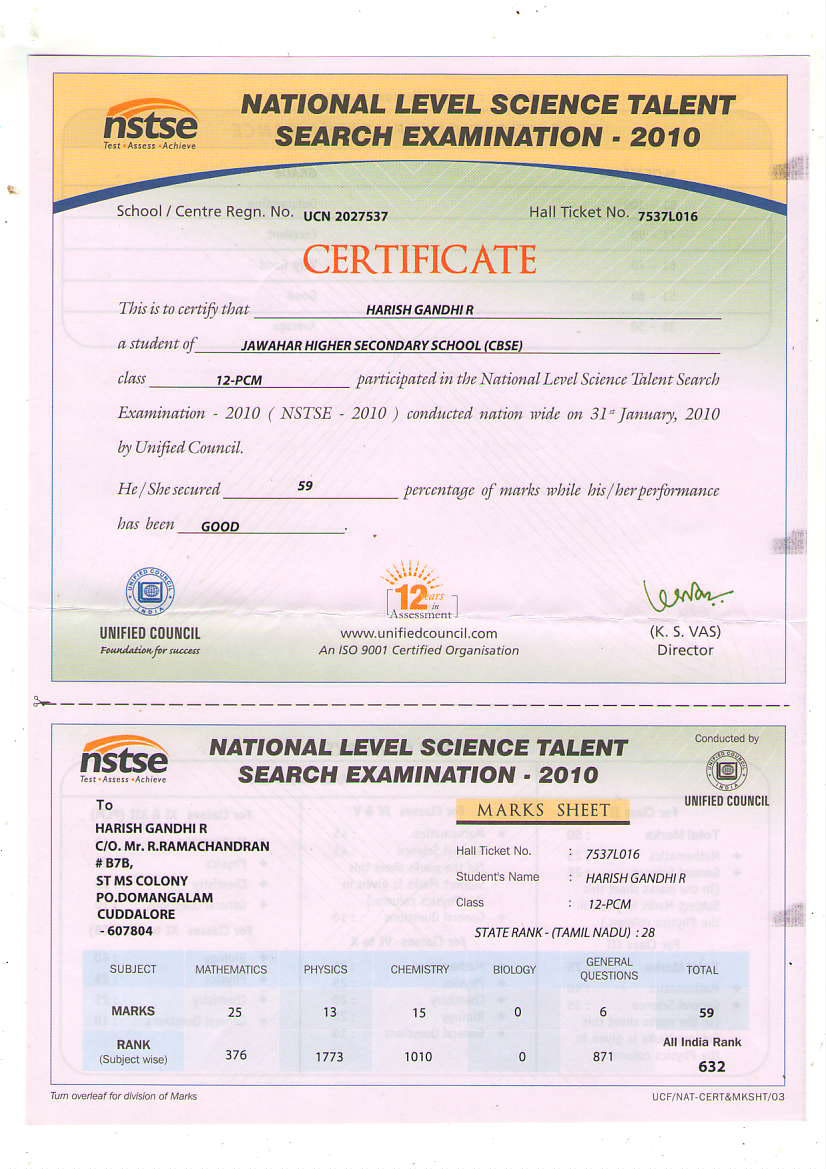 nstse
Test • Assess • Achieve
NATIONAL LEVEL SCIENCE TALENT
SEARCH EXAMINATION - 2010
School / Centre Regn. No. UCN 2027537
Hall Ticket No. 7537L016
CERTIFICATE
This is to certify that HARISH GANDHI R
a student of JAWAHAR HIGHER SECONDARY SCHOOL (CBSE)
class 12-PCM participated in the National Level Science Talent Search
Examination - 2010 ( NSTSE - 2010 ) conducted nation wide on 31st January, 2010
by Unified Council.
He / She secured 59 percentage of marks while his/her performance
has been GOOD.
UNIFIED COUNCIL
INDIA
UNIFIED COUNCIL
Foundation for success
12 Years
in
Assessment
www.unifiedcouncil.com
An ISO 9001 Certified Organisation
(K. S. VAS)
Director
nstse
Test • Assess • Achieve
NATIONAL LEVEL SCIENCE TALENT
SEARCH EXAMINATION - 2010
Conducted by
UNIFIED COUNCIL
INDIA
UNIFIED COUNCIL
To
HARISH GANDHI R
C/O. Mr. R.RAMACHANDRAN
# B7B,
ST MS COLONY
PO.DOMANGALAM
CUDDALORE
- 607804
MARKS SHEET
Hall Ticket No. : 7537L016
Student's Name : HARISH GANDHI R
Class : 12-PCM
STATE RANK - (TAMIL NADU) : 28
SUBJECT MATHEMATICS PHYSICS CHEMISTRY BIOLOGY GENERAL QUESTIONS TOTAL
MARKS 25 13 15 0 6 59
RANK (Subject wise) 376 1773 1010 0 871 All India Rank 632
Turn overleaf for division of Marks
UCF/NAT-CERT&MKSHT/03